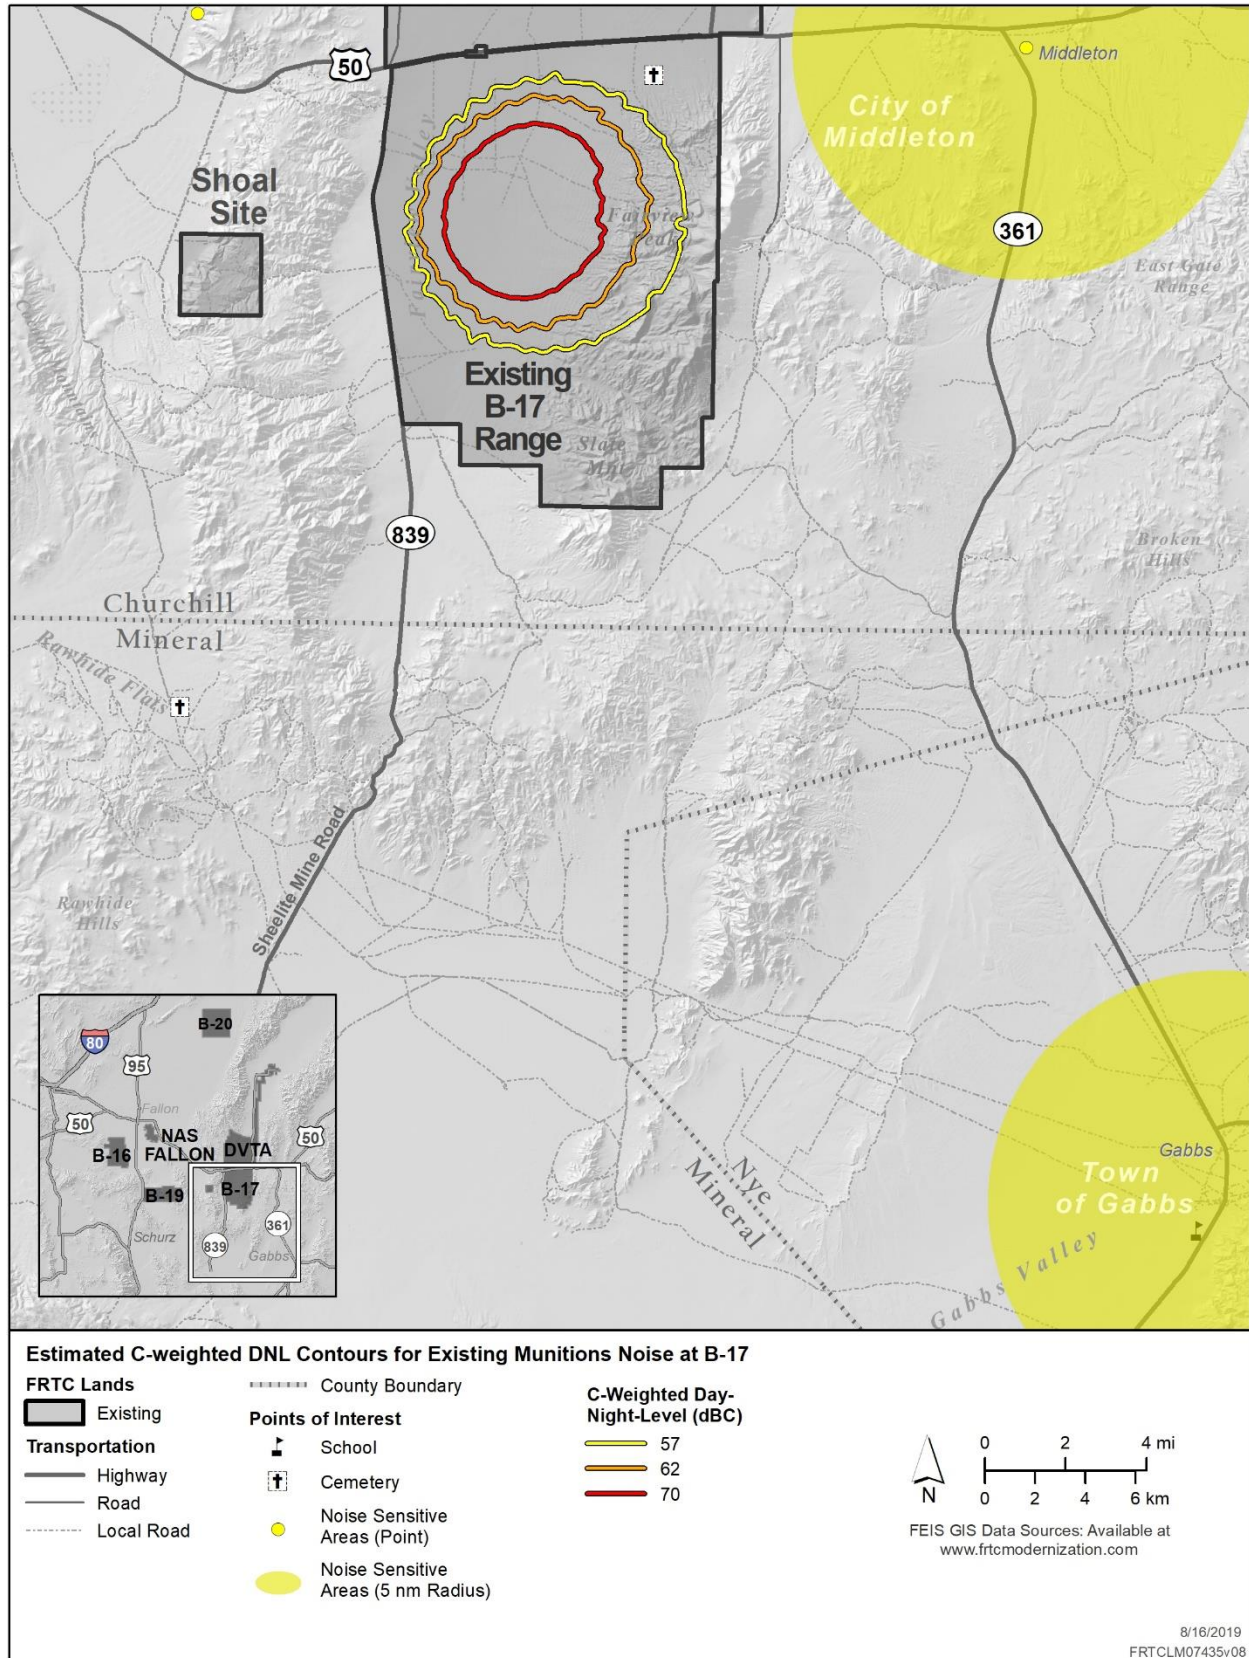 50
Middleton
City of
Middleton
Shoal
Site
Fairview
Peak
361
East Gate
Range
Existing
B-17
Range
Slate
Mtn
839
Broken
Hills
Churchill
Mineral
Rawhide Flats
Sheelite Mine Road
Rawhide
Hills
B-20
80
95
Fallon
50
NAS
FALLON
DVTA
50
B-16
B-19
B-17
361
Schurz
839
Gabbs
Nye
Mineral
Gabbs
Town
of Gabbs
Gabbs Valley
Estimated C-weighted DNL Contours for Existing Munitions Noise at B-17
FRTC Lands
Existing
Transportation
Highway
Road
Local Road
County Boundary
Points of Interest
School
Cemetery
Noise Sensitive
Areas (Point)
Noise Sensitive
Areas (5 nm Radius)
C-Weighted Day-
Night-Level (dBC)
57
62
70
N
0 2 4 mi
0 2 4 6 km
FEIS GIS Data Sources: Available at
www.frtcmodernization.com
8/16/2019
FRTCLM07435v08